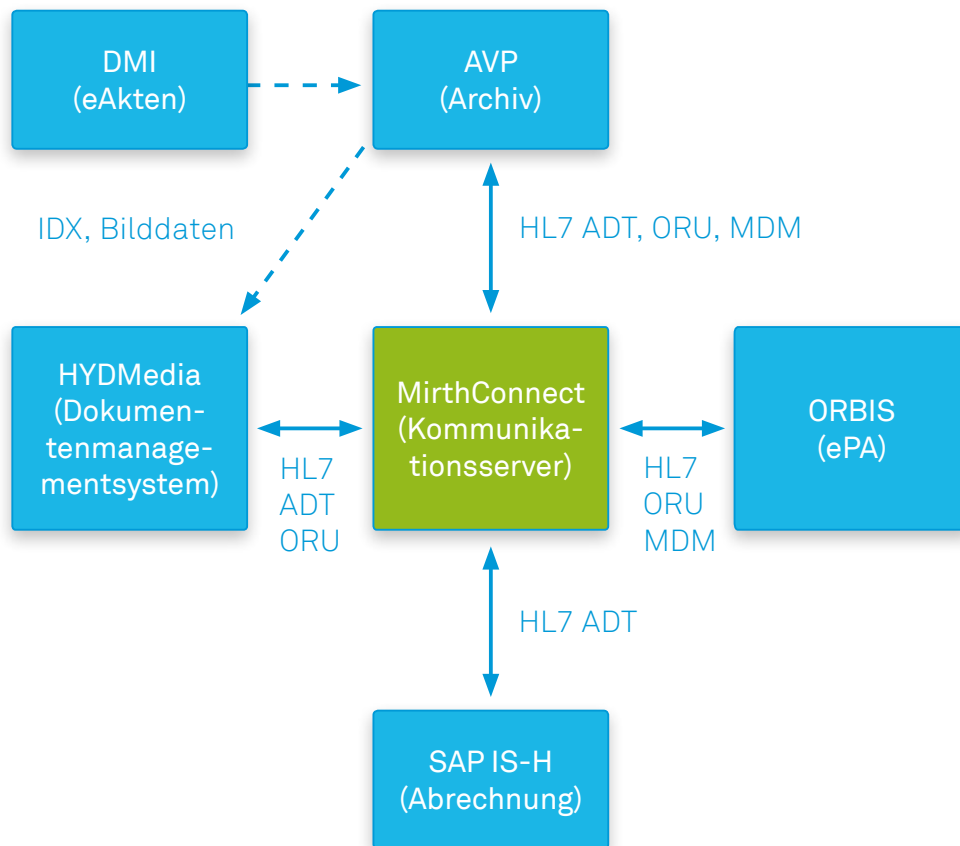 DMI
(eAkten)
AVP
(Archiv)
IDX, Bilddaten
HL7 ADT, ORU, MDM
HYDMedia
(Dokumen-
tenmanage-
mentsystem)
HL7
ADT
ORU
MirthConnect
(Kommunika-
tionsserver)
HL7
ORU
MDM
ORBIS
(ePA)
HL7 ADT
SAP IS-H
(Abrechnung)